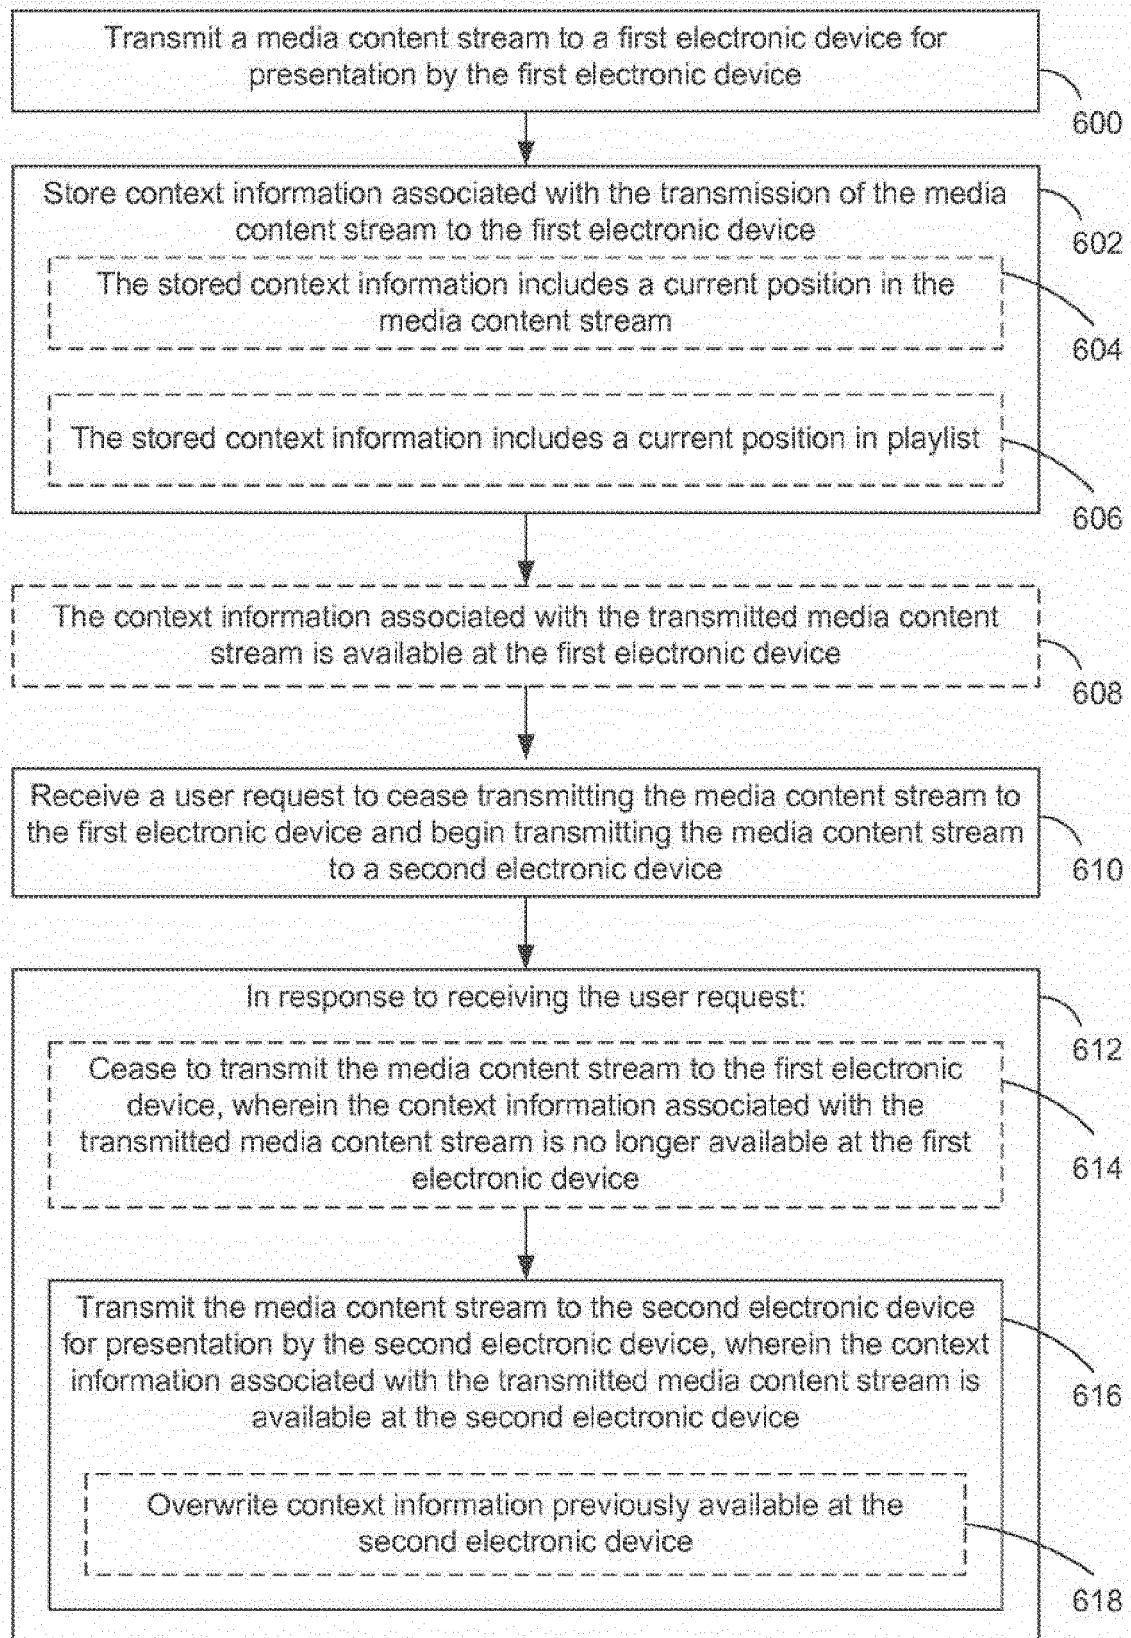 Transmit a media content stream to a first electronic device for
presentation by the first electronic device
600
Store context information associated with the transmission of the media
content stream to the first electronic device
602
The stored context information includes a current position in the
media content stream
604
The stored context information includes a current position in playlist
606
The context information associated with the transmitted media content
stream is available at the first electronic device
608
Receive a user request to cease transmitting the media content stream to
the first electronic device and begin transmitting the media content stream
to a second electronic device
610
In response to receiving the user request:
612
Cease to transmit the media content stream to the first electronic
device, wherein the context information associated with the
transmitted media content stream is no longer available at the first
electronic device
614
Transmit the media content stream to the second electronic device
for presentation by the second electronic device, wherein the context
information associated with the transmitted media content stream is
available at the second electronic device
616
Overwrite context information previously available at the
second electronic device
618